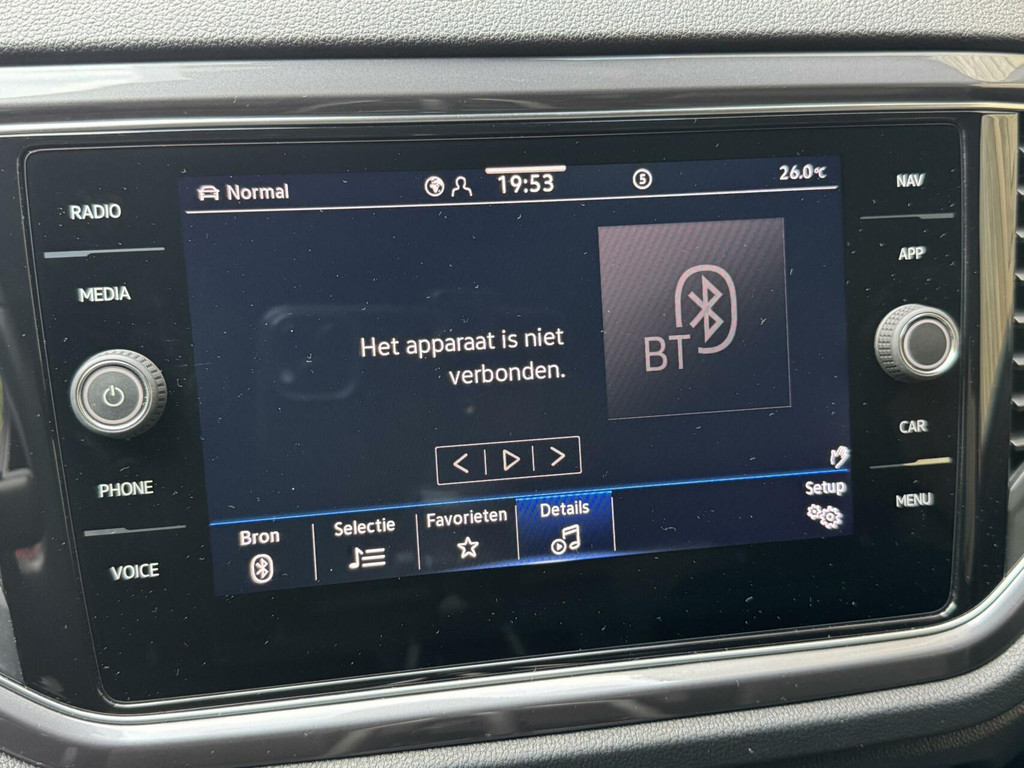 Normal
19:53
5
26.0°C
RADIO
MEDIA
PHONE
VOICE
Het apparaat is niet
verbonden.
BT
Bron
Selectie
Favorieten
Details
Setup
NAV
APP
CAR
MENU